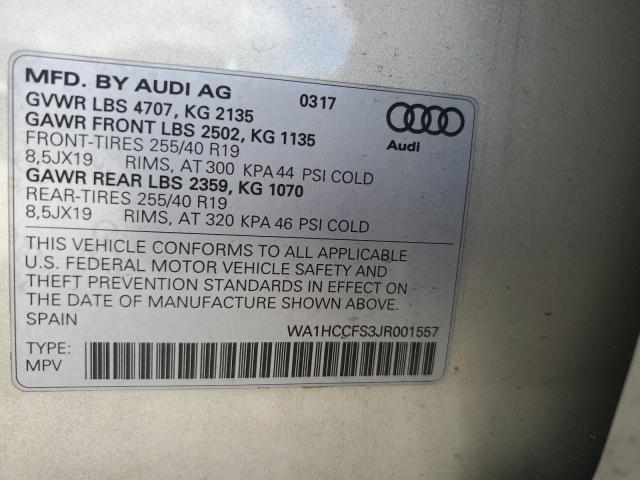 MFD. BY AUDI AG 0317
GVWR LBS 4707, KG 2135
GAWR FRONT LBS 2502, KG 1135
FRONT-TIRES 255/40 R19
8,5JX19 RIMS, AT 300 KPA 44 PSI COLD
GAWR REAR LBS 2359, KG 1070
REAR-TIRES 255/40 R19
8,5JX19 RIMS, AT 320 KPA 46 PSI COLD
Audi
THIS VEHICLE CONFORMS TO ALL APPLICABLE
U.S. FEDERAL MOTOR VEHICLE SAFETY AND
THEFT PREVENTION STANDARDS IN EFFECT ON
THE DATE OF MANUFACTURE SHOWN ABOVE.
SPAIN
WA1HCCFS3JR001557
TYPE:
MPV